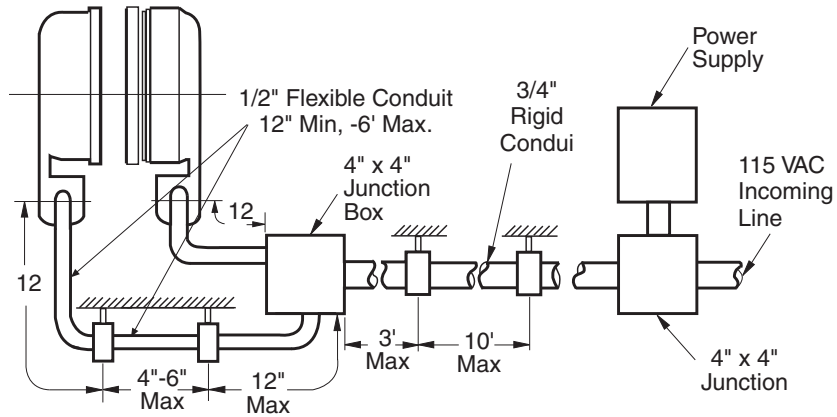 Power
Supply
1/2" Flexible Conduit
12" Min, -6' Max.
3/4"
Rigid
Condui
4" x 4"
Junction
Box
115 VAC
Incoming
Line
12
12
3'
Max
10'
Max
4"-6"
Max
12"
Max
4" x 4"
Junction